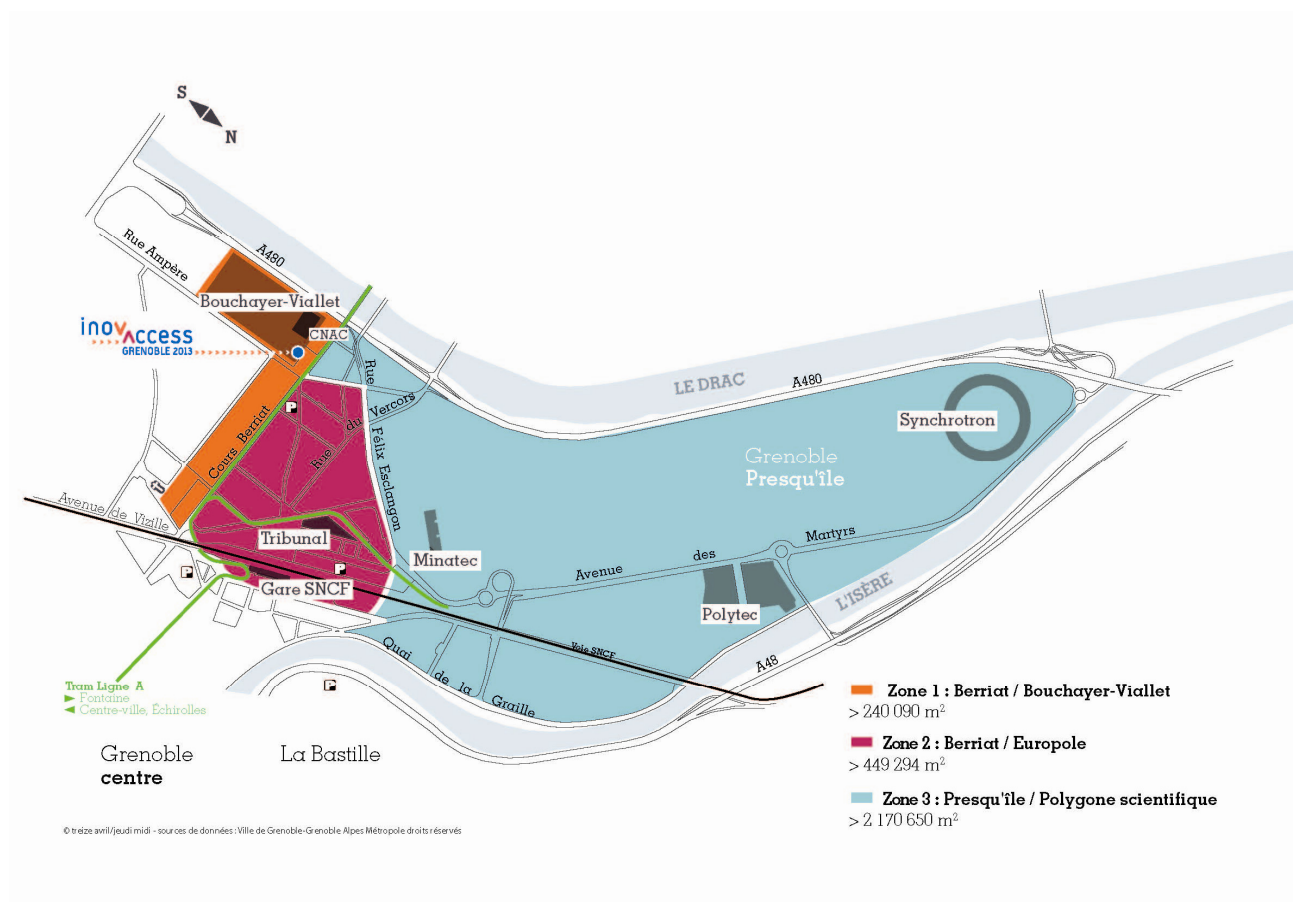 S
N
Rue Ampère
A480
Bouchayer-Viallet
inovaccess
GRENOBLE 2013
CNAC
LE DRAC
A480
Synchrotron
Rue
Félix Esclangon
Rue du Vercors
P
Cours Berriat
Grenoble
Presqu'île
Avenue de Vizille
Tribunal
Minatec
Avenue des Martyrs
P
P
Gare SNCF
Polytec
L'ISÈRE
Voie SNCF
A48
Quai de la Graille
P
Tram Ligne A
► Fontaine
◄ Centre-ville, Échirolles
Grenoble
centre
La Bastille
Zone 1 : Berriat / Bouchayer-Viallet
> 240 090 m²
Zone 2 : Berriat / Europole
> 449 294 m²
Zone 3 : Presqu'île / Polygone scientifique
> 2 170 650 m²
© treize avril/jeudi midi - sources de données : Ville de Grenoble-Grenoble Alpes Métropole droits réservés